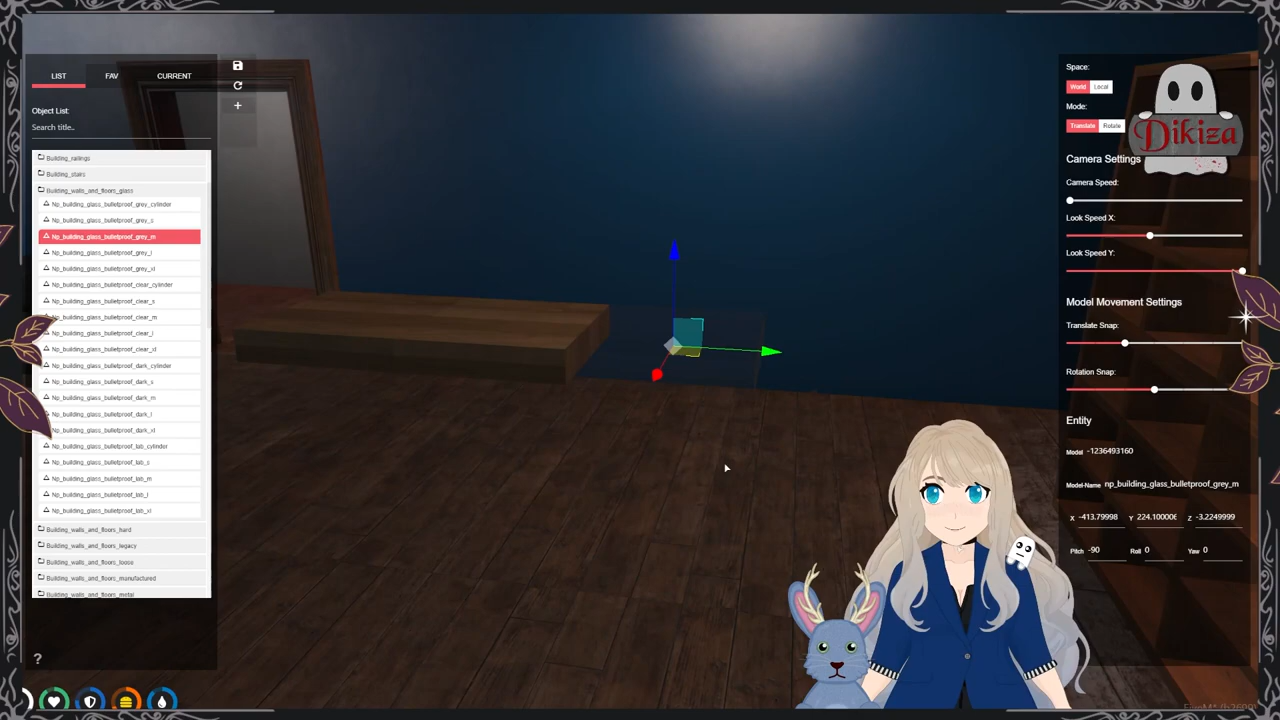 LIST FAV CURRENT
Object List:
Search title..
Building_railings
Building_stairs
Building_walls_and_floors_glass
Np_building_glass_bulletproof_grey_cylinder
Np_building_glass_bulletproof_grey_s
Np_building_glass_bulletproof_grey_m
Np_building_glass_bulletproof_grey_l
Np_building_glass_bulletproof_grey_xl
Np_building_glass_bulletproof_clear_cylinder
Np_building_glass_bulletproof_clear_s
Np_building_glass_bulletproof_clear_m
Np_building_glass_bulletproof_clear_l
Np_building_glass_bulletproof_clear_xl
Np_building_glass_bulletproof_dark_cylinder
Np_building_glass_bulletproof_dark_s
Np_building_glass_bulletproof_dark_m
Np_building_glass_bulletproof_dark_l
Np_building_glass_bulletproof_dark_xl
Np_building_glass_bulletproof_lab_cylinder
Np_building_glass_bulletproof_lab_s
Np_building_glass_bulletproof_lab_m
Np_building_glass_bulletproof_lab_l
Np_building_glass_bulletproof_lab_xl
Building_walls_and_floors_hard
Building_walls_and_floors_legacy
Building_walls_and_floors_loose
Building_walls_and_floors_manufactured
Building_walls_and_floors_metal
?
Space:
World Local
Mode:
Translate Rotate
Dikiza
Camera Settings
Camera Speed:
Look Speed X:
Look Speed Y:
Model Movement Settings
Translate Snap:
Rotation Snap:
Entity
Model -1236493160
Model-Name np_building_glass_bulletproof_grey_m
X -413.79998 Y 224.10000 Z -3.2249999
Pitch -90 Roll 0 Yaw 0